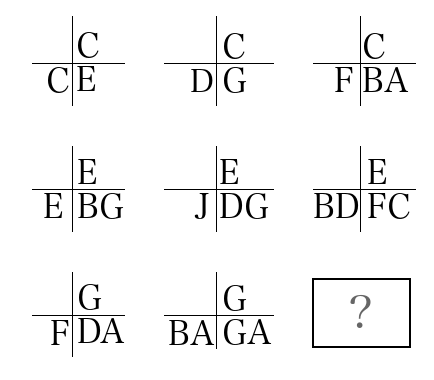 C C C
C E D G F BA
E E E
E BG J DG BD FC
G G ?
F DA BA GA